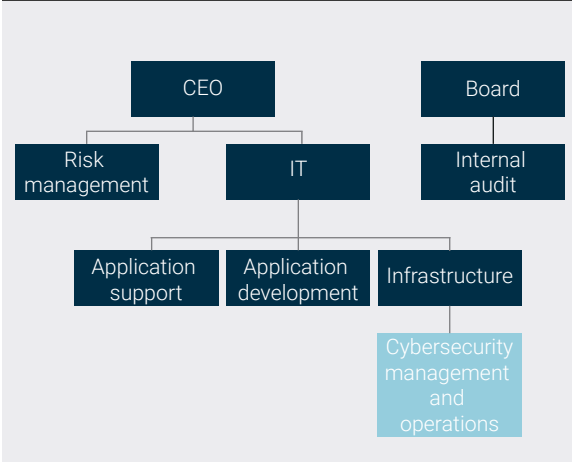 CEO
Board
Risk
management
IT
Internal
audit
Application
support
Application
development
Infrastructure
Cybersecurity
management
and
operations